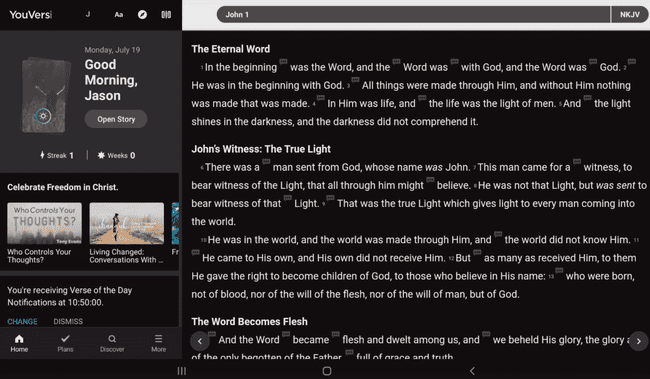 YouVersi
J
Aa
John 1
NKJV
Monday, July 19
Good
Morning,
Jason
Open Story
Streak 1
Weeks 0
Celebrate Freedom in Christ.
Who Controls Your
THOUGHTS?
Tony Evans
Who Controls Your
Thoughts?
Living Changed:
Conversations With ...
Fr
You're receiving Verse of the Day
Notifications at 10:50:00.
CHANGE
DISMISS
Home
Plans
Discover
More
The Eternal Word
1 In the beginning was the Word, and the Word was with God, and the Word was God. 2
He was in the beginning with God. 3 All things were made through Him, and without Him nothing
was made that was made. 4 In Him was life, and the life was the light of men. 5 And the light
shines in the darkness, and the darkness did not comprehend it.
John's Witness: The True Light
6 There was a man sent from God, whose name was John. 7 This man came for a witness, to
bear witness of the Light, that all through him might believe. 8 He was not that Light, but was sent to
bear witness of that Light. 9 That was the true Light which gives light to every man coming into
the world.
10 He was in the world, and the world was made through Him, and the world did not know Him. 11
He came to His own, and His own did not receive Him. 12 But as many as received Him, to them
He gave the right to become children of God, to those who believe in His name: 13 who were born,
not of blood, nor of the will of the flesh, nor of the will of man, but of God.
The Word Becomes Flesh
And the Word became flesh and dwelt among us, and we beheld His glory, the glory
of the only begotten of the Father, full of grace and truth.